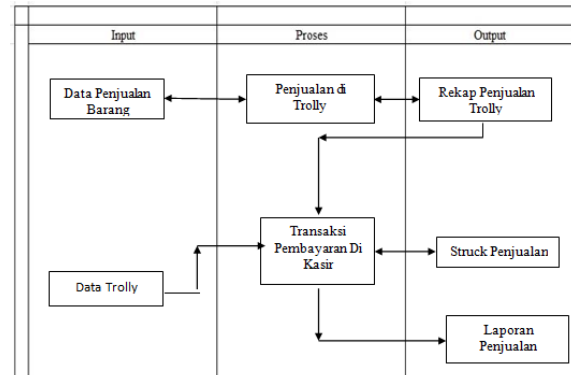 Input
Proses
Output
Data Penjualan
Barang
Penjualan di
Trolly
Rekap Penjualan
Trolly
Transaksi
Pembayaran Di
Kasir
Struck Penjualan
Data Trolly
Laporan
Penjualan